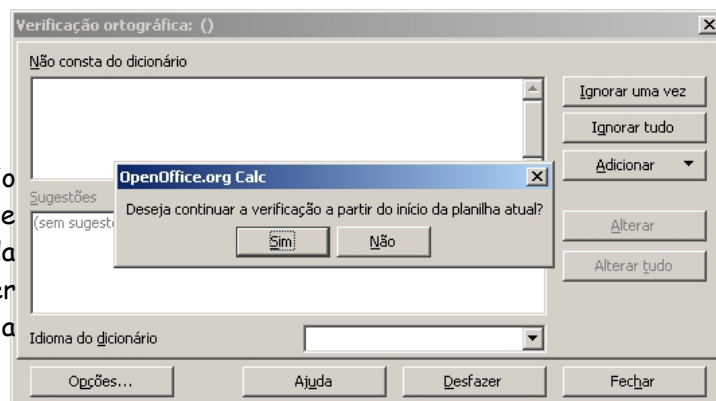 Verificação ortográfica: ()
Não consta do dicionário
Ignorar uma vez
Ignorar tudo
Adicionar
OpenOffice.org Calc
Deseja continuar a verificação a partir do início da planilha atual?
Sim
Não
Sugestões
(sem
Alterar
Alterar tudo
Idioma do dicionário
Opções...
Ajuda
Desfazer
Fechar